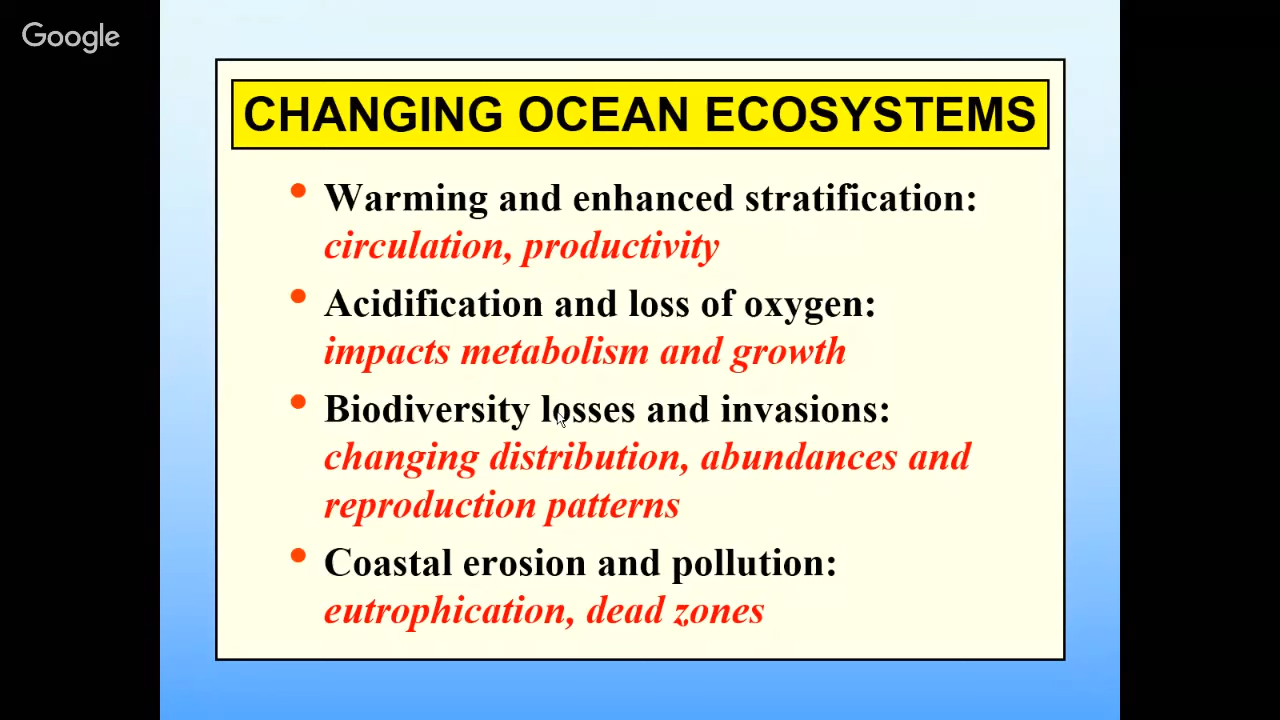 Google
CHANGING OCEAN ECOSYSTEMS
• Warming and enhanced stratification:
circulation, productivity
• Acidification and loss of oxygen:
impacts metabolism and growth
• Biodiversity losses and invasions:
changing distribution, abundances and
reproduction patterns
• Coastal erosion and pollution:
eutrophication, dead zones